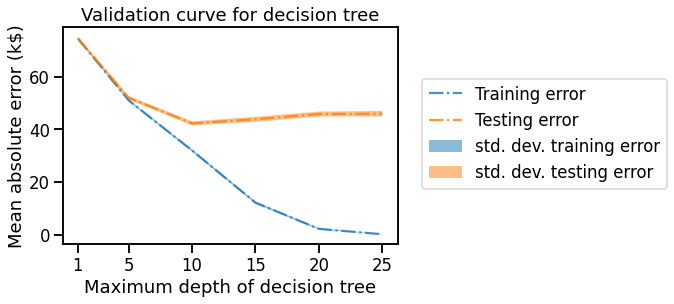 Validation curve for decision tree
Mean absolute error (k$)
60
40
20
0
1 5 10 15 20 25
Maximum depth of decision tree
Training error
Testing error
std. dev. training error
std. dev. testing error